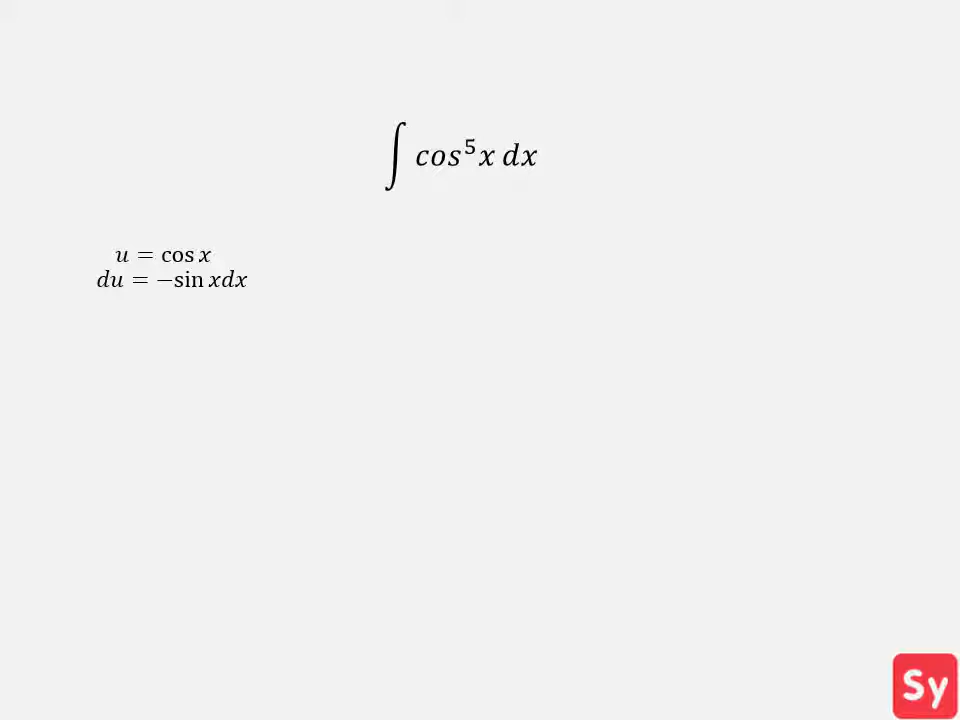 ∫ cos⁵x dx
u = cos x
du = −sin xdx
Sy